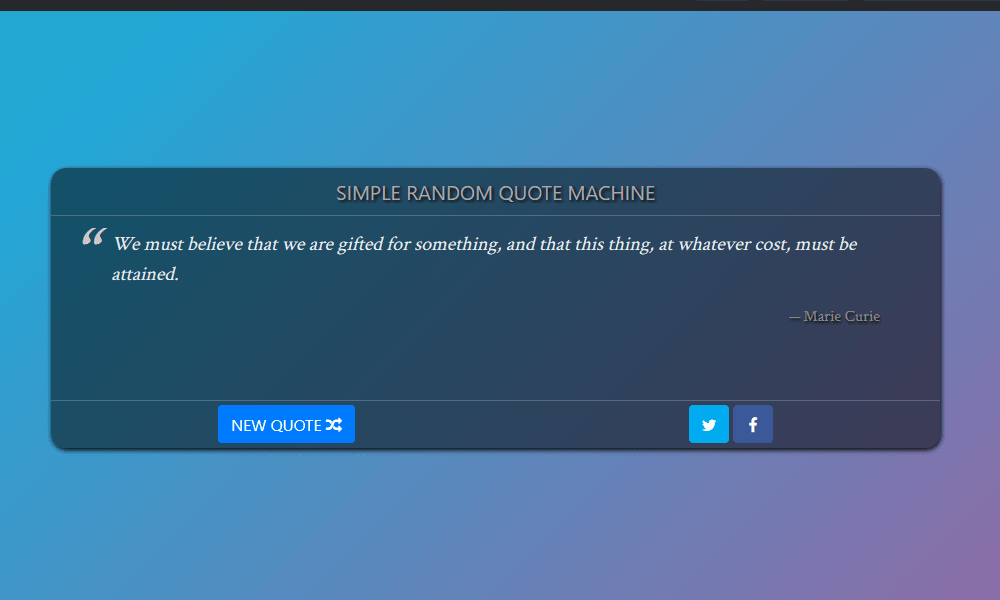 SIMPLE RANDOM QUOTE MACHINE
“ We must believe that we are gifted for something, and that this thing, at whatever cost, must be
attained.
— Marie Curie
NEW QUOTE